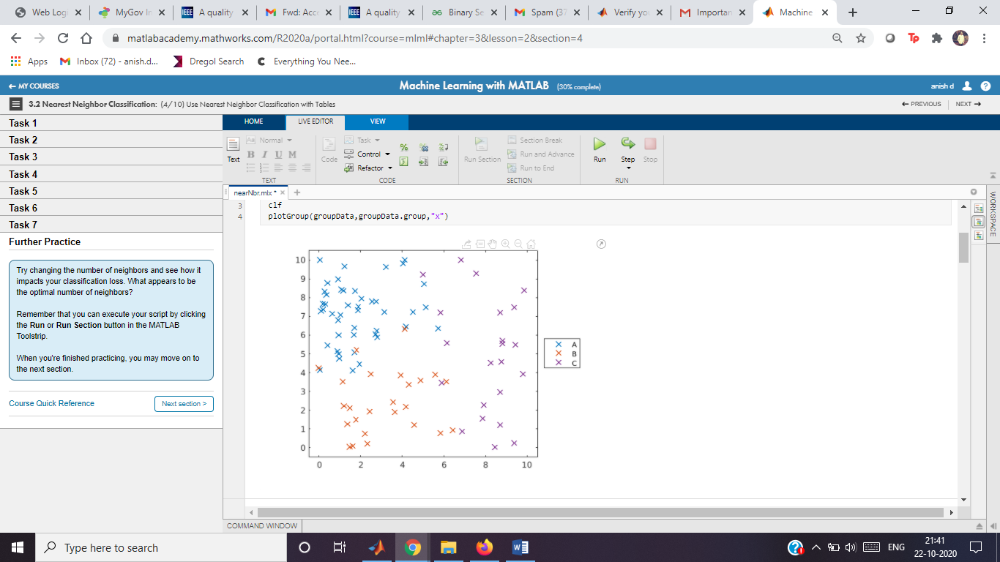 Web Logi
MyGov In
IEEE A quality
Fwd: Acc
IEEE A quality
Binary Se
Spam (37
Verify you
Importan
Machine
matlabacademy.mathworks.com/R2020a/portal.html?course=mlml#chapter=3&lesson=2&section=4
Tp
Apps
Inbox (72) - anish.d...
Dregol Search
Everything You Nee...
← MY COURSES
Machine Learning with MATLAB (30% complete)
anish d
3.2 Nearest Neighbor Classification: (4/10) Use Nearest Neighbor Classification with Tables
← PREVIOUS
NEXT →
Task 1
Task 2
Task 3
Task 4
Task 5
Task 6
Task 7
Further Practice
Try changing the number of neighbors and see how it
impacts your classification loss. What appears to be
the optimal number of neighbors?
Remember that you can execute your script by clicking
the Run or Run Section button in the MATLAB
Toolstrip.
When you're finished practicing, you may move on to
the next section.
Course Quick Reference
Next section >
HOME
LIVE EDITOR
VIEW
Text
Aa Normal
B I U M
TEXT
Code
Task
Control
Refactor
CODE
Run Section
Section Break
Run and Advance
Run to End
SECTION
Run
Step
Stop
RUN
nearNbr.mlx *
WORKSPACE
3 clf
4 plotGroup(groupData,groupData.group,"x")
10
9
8
7
6
5
4
3
2
1
0
0 2 4 6 8 10
A
B
C
COMMAND WINDOW
Type here to search
ENG
21:41
22-10-2020